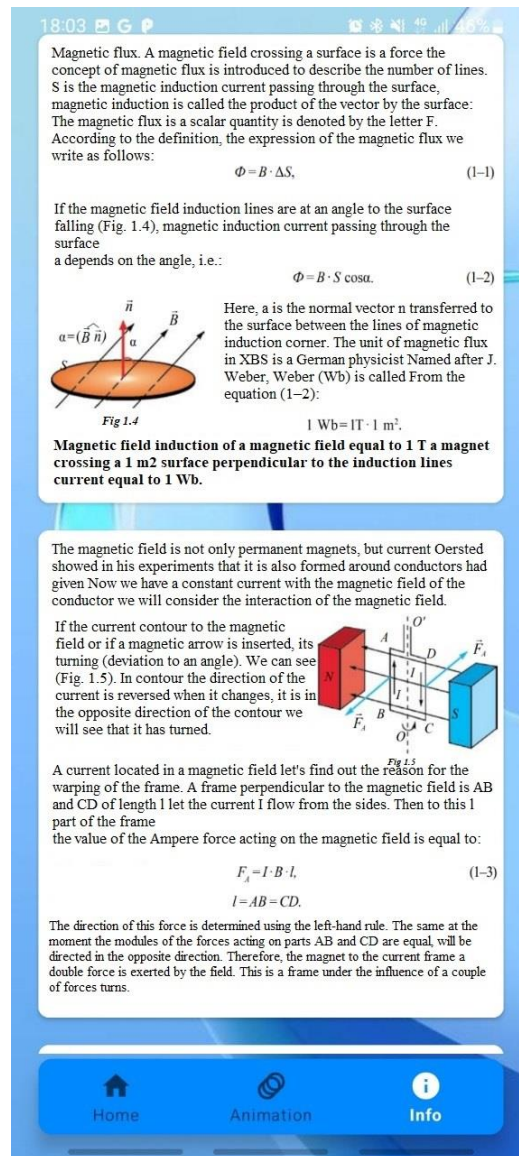 18:03 G P 4G 46%
Magnetic flux. A magnetic field crossing a surface is a force the
concept of magnetic flux is introduced to describe the number of lines.
S is the magnetic induction current passing through the surface,
magnetic induction is called the product of the vector by the surface:
The magnetic flux is a scalar quantity is denoted by the letter F.
According to the definition, the expression of the magnetic flux we
write as follows:
Φ=B·ΔS, (1–1)
If the magnetic field induction lines are at an angle to the surface
falling (Fig. 1.4), magnetic induction current passing through the
surface
a depends on the angle, i.e.:
Φ=B·S cosα. (1–2)
n⃗
B⃗
α=(B⃗ n⃗)
α
S
Fig 1.4
Here, a is the normal vector n transferred to
the surface between the lines of magnetic
induction corner. The unit of magnetic flux
in XBS is a German physicist Named after J.
Weber, Weber (Wb) is called From the
equation (1–2):
1 Wb=1T·1 m².
Magnetic field induction of a magnetic field equal to 1 T a magnet
crossing a 1 m2 surface perpendicular to the induction lines
current equal to 1 Wb.
The magnetic field is not only permanent magnets, but current Oersted
showed in his experiments that it is also formed around conductors had
given Now we have a constant current with the magnetic field of the
conductor we will consider the interaction of the magnetic field.
If the current contour to the magnetic
field or if a magnetic arrow is inserted, its
turning (deviation to an angle). We can see
(Fig. 1.5). In contour the direction of the
current is reversed when it changes, it is in
the opposite direction of the contour we
will see that it has turned.
O'
A
D
F⃗A
N
I
I
S
B
C
F⃗A
O
Fig 1.5
A current located in a magnetic field let's find out the reason for the
warping of the frame. A frame perpendicular to the magnetic field is AB
and CD of length l let the current I flow from the sides. Then to this l
part of the frame
the value of the Ampere force acting on the magnetic field is equal to:
FA=I·B·l, (1–3)
l=AB=CD.
The direction of this force is determined using the left-hand rule. The same at the
moment the modules of the forces acting on parts AB and CD are equal, will be
directed in the opposite direction. Therefore, the magnet to the current frame a
double force is exerted by the field. This is a frame under the influence of a couple
of forces turns.
Home Animation Info